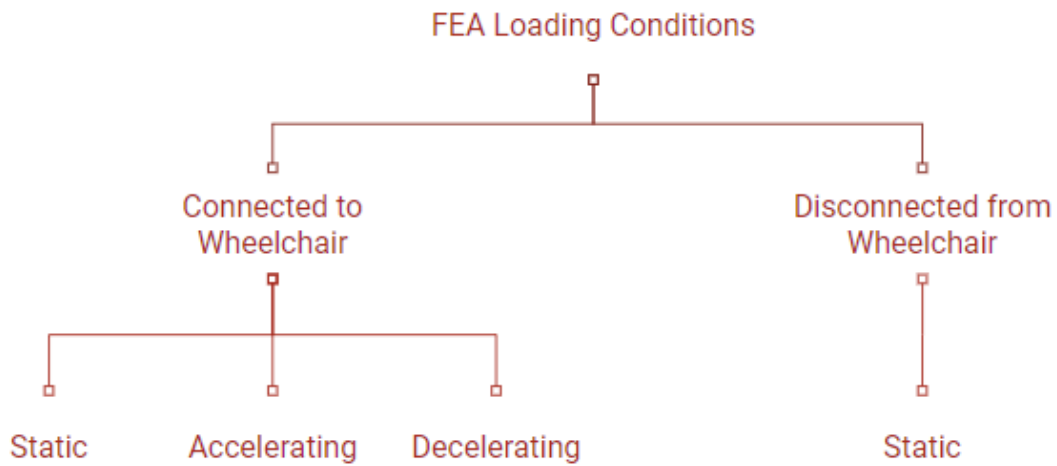 FEA Loading Conditions
Connected to
Wheelchair
Disconnected from
Wheelchair
Static
Accelerating
Decelerating
Static